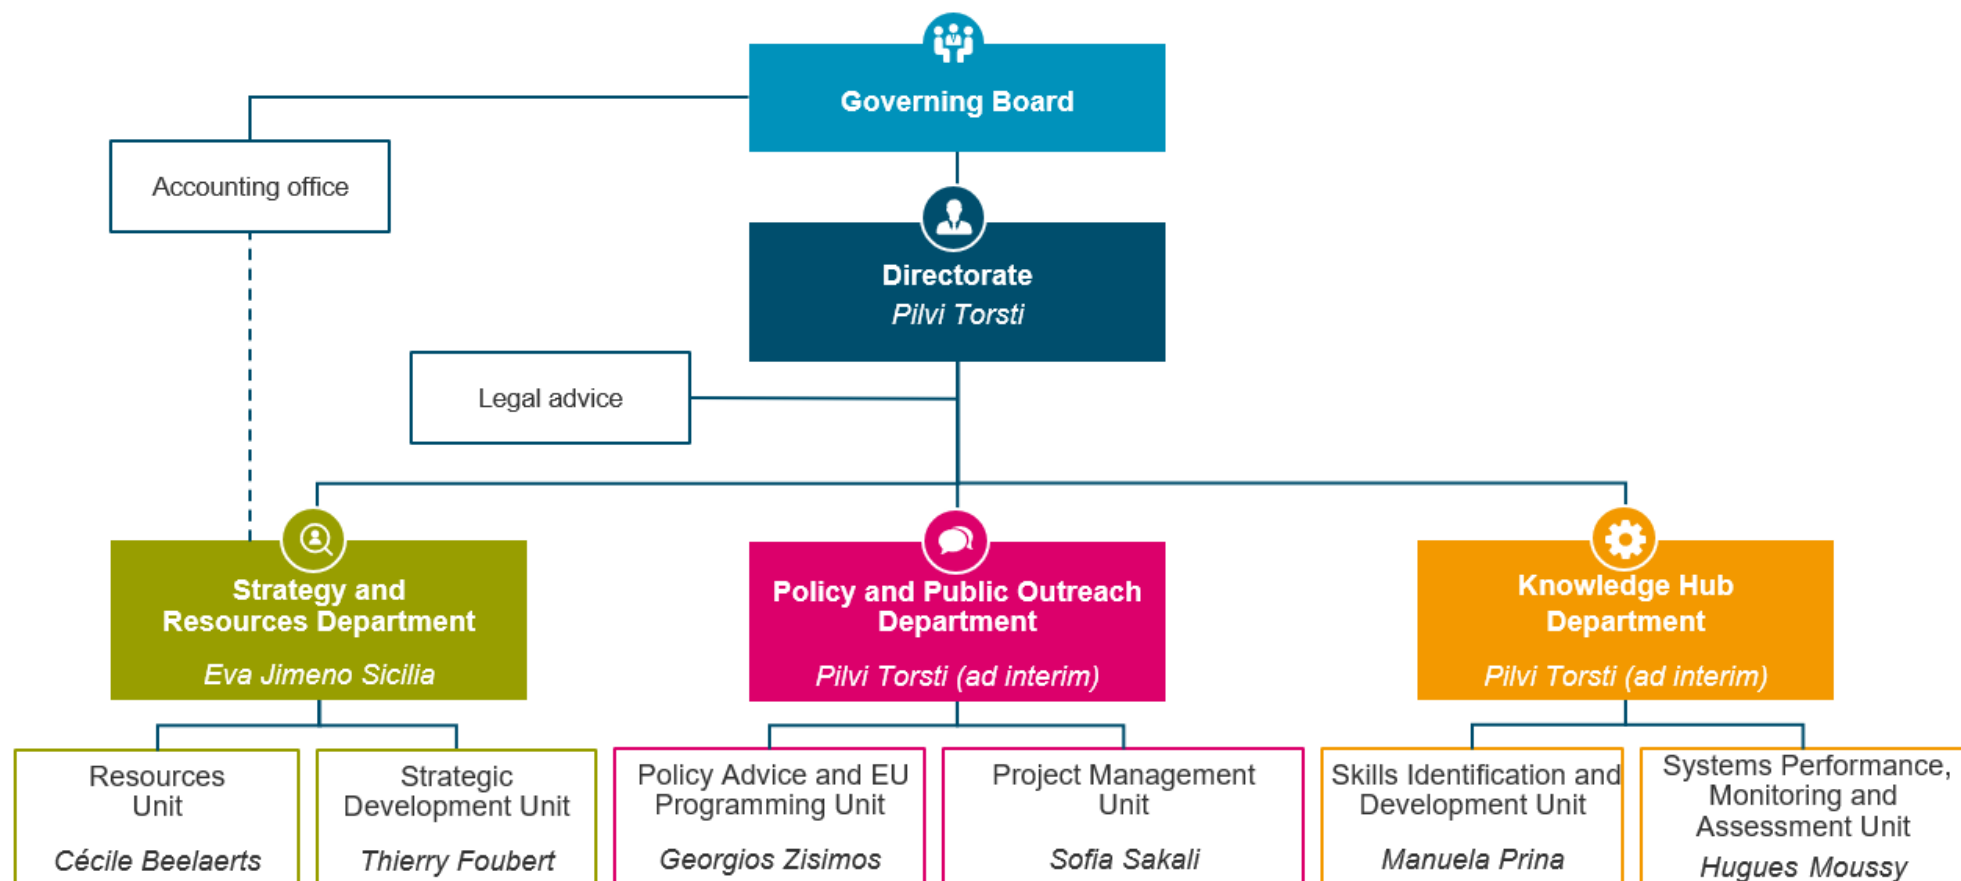 Governing Board
Accounting office
Directorate
Pilvi Torsti
Legal advice
Strategy and
Resources Department
Eva Jimeno Sicilia
Policy and Public Outreach
Department
Pilvi Torsti (ad interim)
Knowledge Hub
Department
Pilvi Torsti (ad interim)
Resources
Unit
Cécile Beelaerts
Strategic
Development Unit
Thierry Foubert
Policy Advice and EU
Programming Unit
Georgios Zisimos
Project Management
Unit
Sofia Sakali
Skills Identification and
Development Unit
Manuela Prina
Systems Performance,
Monitoring and
Assessment Unit
Hugues Moussy